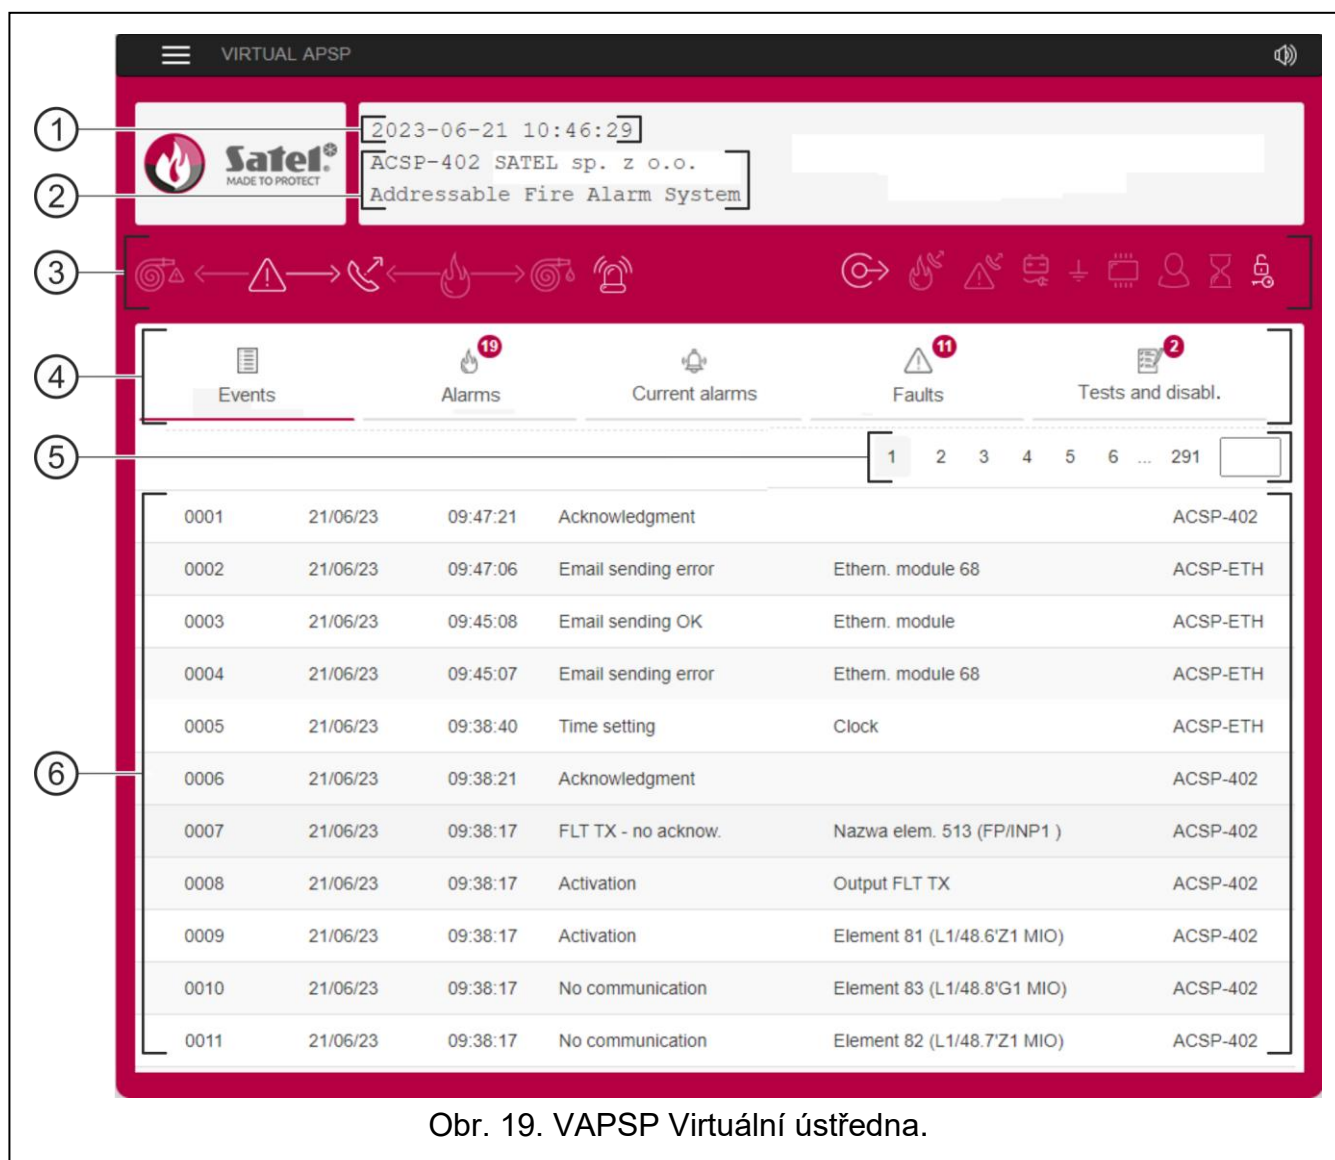 VIRTUAL APSP
1
2023-06-21 10:46:29
Satel®
MADE TO PROTECT
ACSP-402 SATEL sp. z o.o.
2
Addressable Fire Alarm System
3
4
19
11
2
Events Alarms Current alarms Faults Tests and disabl.
5
1 2 3 4 5 6 ... 291
0001 21/06/23 09:47:21 Acknowledgment ACSP-402
0002 21/06/23 09:47:06 Email sending error Ethern. module 68 ACSP-ETH
0003 21/06/23 09:45:08 Email sending OK Ethern. module ACSP-ETH
0004 21/06/23 09:45:07 Email sending error Ethern. module 68 ACSP-ETH
0005 21/06/23 09:38:40 Time setting Clock ACSP-ETH
6
0006 21/06/23 09:38:21 Acknowledgment ACSP-402
0007 21/06/23 09:38:17 FLT TX - no acknow. Nazwa elem. 513 (FP/INP1 ) ACSP-402
0008 21/06/23 09:38:17 Activation Output FLT TX ACSP-402
0009 21/06/23 09:38:17 Activation Element 81 (L1/48.6'Z1 MIO) ACSP-402
0010 21/06/23 09:38:17 No communication Element 83 (L1/48.8'G1 MIO) ACSP-402
0011 21/06/23 09:38:17 No communication Element 82 (L1/48.7'Z1 MIO) ACSP-402
Obr. 19. VAPSP Virtuální ústředna.